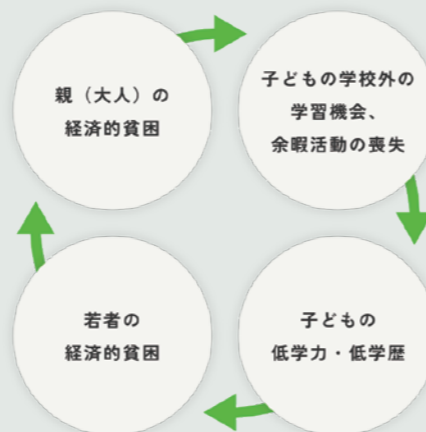 親（大人）の
経済的貧困
子どもの学校外の
学習機会、
余暇活動の喪失
子どもの
低学力・低学歴
若者の
経済的貧困